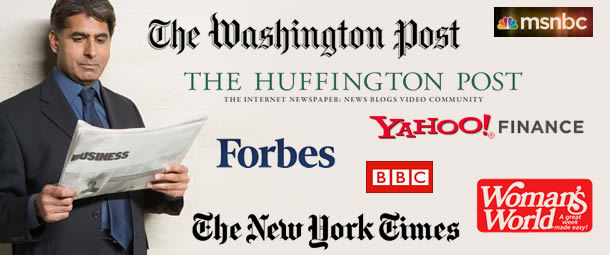 msnbc
The Washington Post
THE HUFFINGTON POST
THE INTERNET NEWSPAPER: NEWS BLOGS VIDEO COMMUNITY
YAHOO!® FINANCE
BUSINESS
Forbes
BBC
Woman's
World
A great
week
made easy!
The New York Times